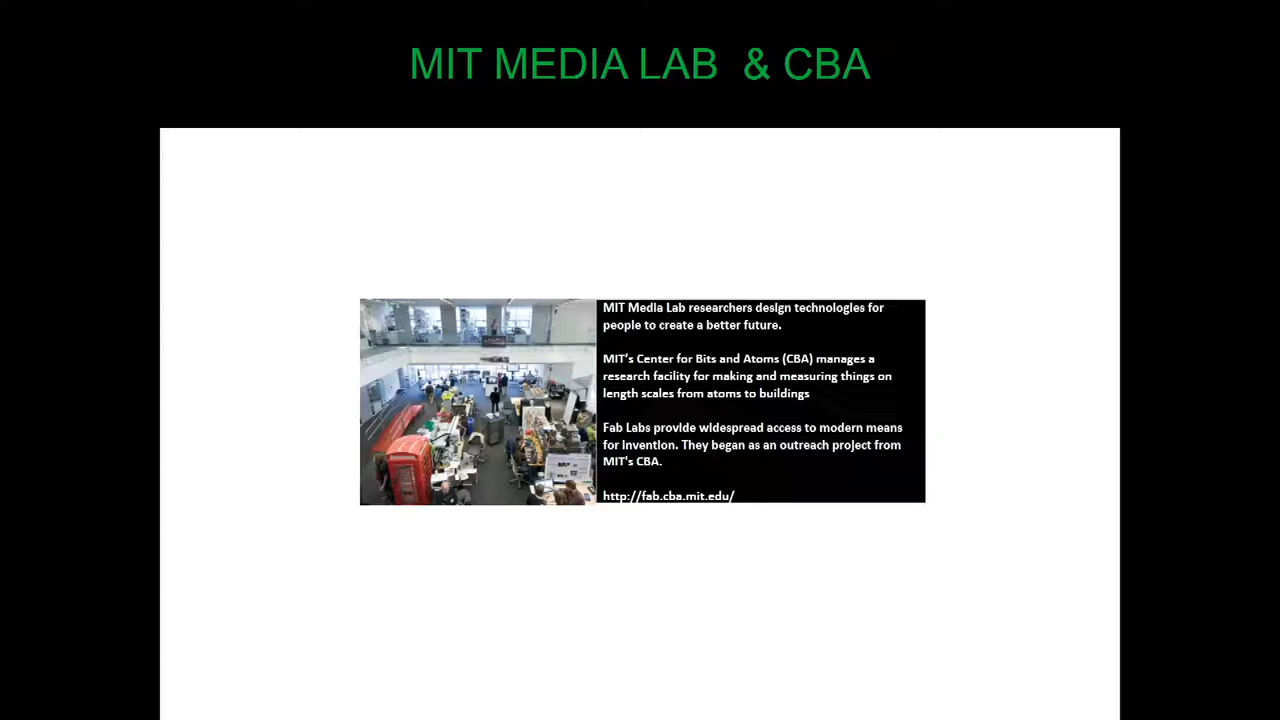 MIT MEDIA LAB & CBA
MIT Media Lab researchers design technologies for
people to create a better future.
MIT's Center for Bits and Atoms (CBA) manages a
research facility for making and measuring things on
length scales from atoms to buildings
Fab Labs provide widespread access to modern means
for invention. They began as an outreach project from
MIT's CBA.
http://fab.cba.mit.edu/